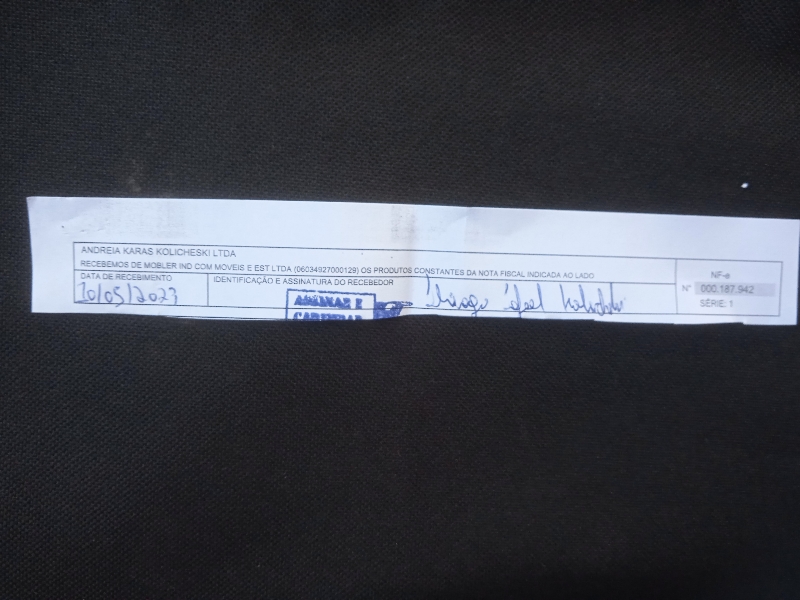 ANDREIA KARAS KOLICHESKI LTDA
RECEBEMOS DE MOBLER IND COM MOVEIS E EST LTDA (06034927000129) OS PRODUTOS CONSTANTES DA NOTA FISCAL INDICADA AO LADO
DATA DE RECEBIMENTO
10/05/2023
IDENTIFICAÇÃO E ASSINATURA DO RECEBEDOR
ASSINAR E
CARIMBAR
NF-e
Nº 000.187.942
SÉRIE: 1